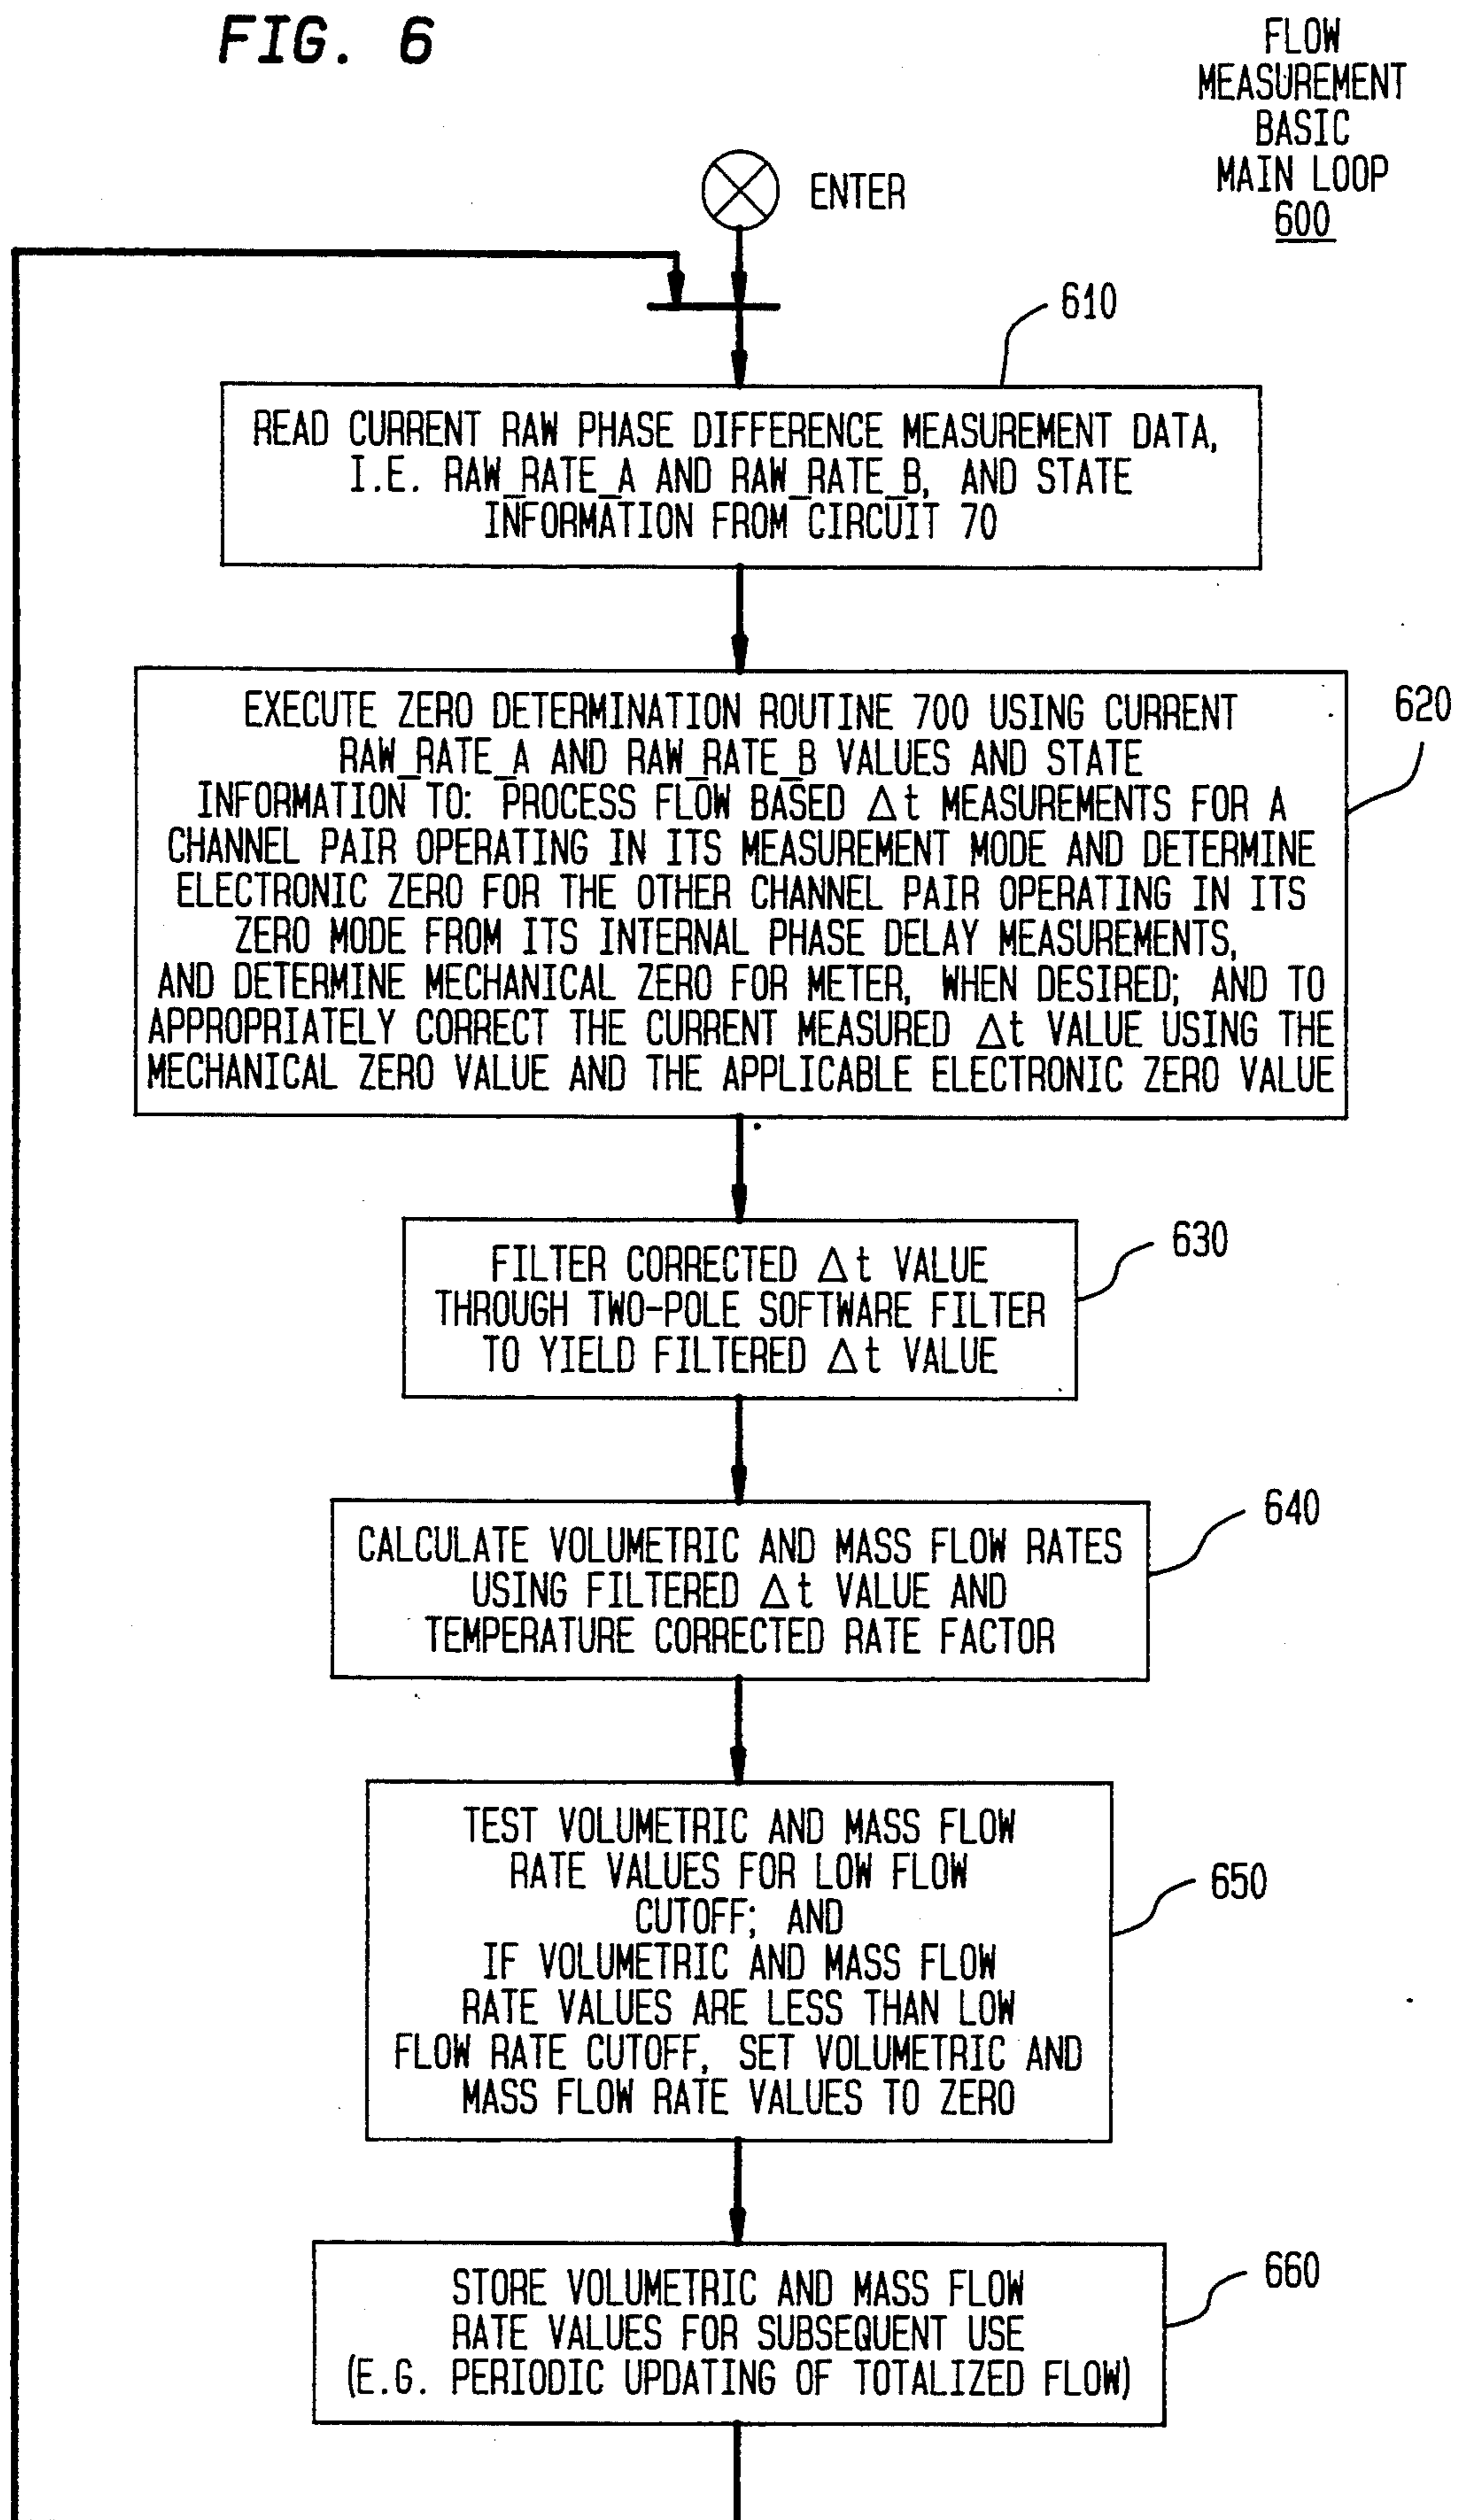 FIG. 6
FLOW
MEASUREMENT
BASIC
MAIN LOOP
600
ENTER
610
READ CURRENT RAW PHASE DIFFERENCE MEASUREMENT DATA,
I.E. RAW_RATE_A AND RAW_RATE_B, AND STATE
INFORMATION FROM CIRCUIT 70
620
EXECUTE ZERO DETERMINATION ROUTINE 700 USING CURRENT
RAW_RATE_A AND RAW_RATE_B VALUES AND STATE
INFORMATION TO: PROCESS FLOW BASED Δt MEASUREMENTS FOR A
CHANNEL PAIR OPERATING IN ITS MEASUREMENT MODE AND DETERMINE
ELECTRONIC ZERO FOR THE OTHER CHANNEL PAIR OPERATING IN ITS
ZERO MODE FROM ITS INTERNAL PHASE DELAY MEASUREMENTS,
AND DETERMINE MECHANICAL ZERO FOR METER, WHEN DESIRED; AND TO
APPROPRIATELY CORRECT THE CURRENT MEASURED Δt VALUE USING THE
MECHANICAL ZERO VALUE AND THE APPLICABLE ELECTRONIC ZERO VALUE
630
FILTER CORRECTED Δt VALUE
THROUGH TWO-POLE SOFTWARE FILTER
TO YIELD FILTERED Δt VALUE
640
CALCULATE VOLUMETRIC AND MASS FLOW RATES
USING FILTERED Δt VALUE AND
TEMPERATURE CORRECTED RATE FACTOR
650
TEST VOLUMETRIC AND MASS FLOW
RATE VALUES FOR LOW FLOW
CUTOFF; AND
IF VOLUMETRIC AND MASS FLOW
RATE VALUES ARE LESS THAN LOW
FLOW RATE CUTOFF, SET VOLUMETRIC AND
MASS FLOW RATE VALUES TO ZERO
660
STORE VOLUMETRIC AND MASS FLOW
RATE VALUES FOR SUBSEQUENT USE
(E.G. PERIODIC UPDATING OF TOTALIZED FLOW)